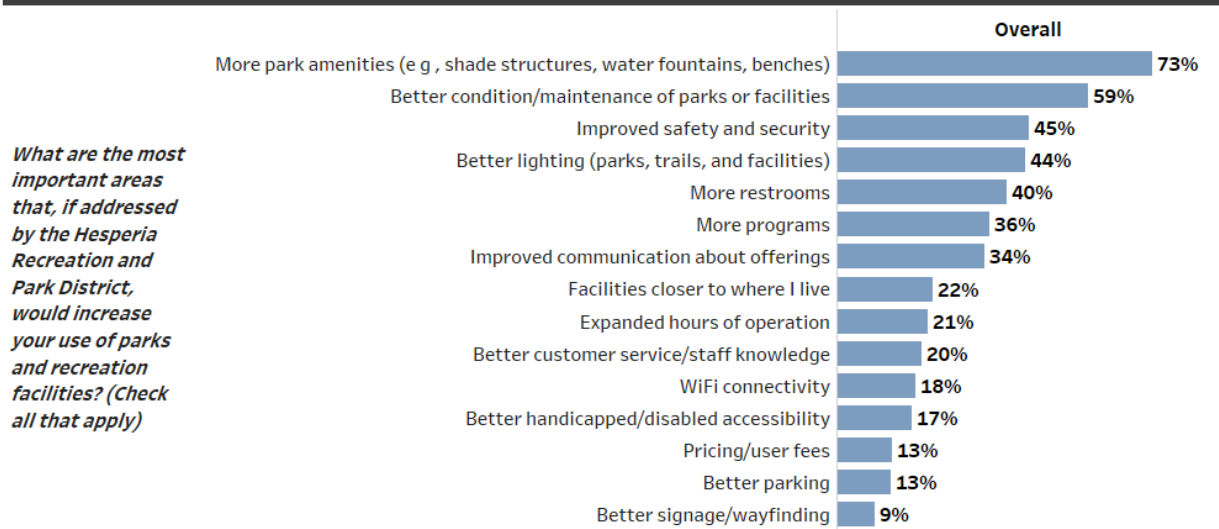 Overall
What are the most
important areas
that, if addressed
by the Hesperia
Recreation and
Park District,
would increase
your use of parks
and recreation
facilities? (Check
all that apply)
More park amenities (e g , shade structures, water fountains, benches) 73%
Better condition/maintenance of parks or facilities 59%
Improved safety and security 45%
Better lighting (parks, trails, and facilities) 44%
More restrooms 40%
More programs 36%
Improved communication about offerings 34%
Facilities closer to where I live 22%
Expanded hours of operation 21%
Better customer service/staff knowledge 20%
WiFi connectivity 18%
Better handicapped/disabled accessibility 17%
Pricing/user fees 13%
Better parking 13%
Better signage/wayfinding 9%